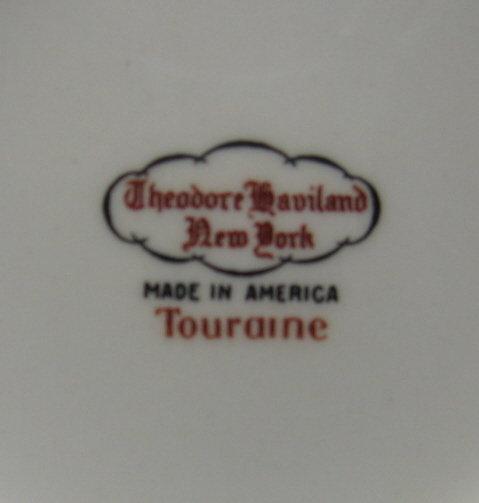 Theodore Haviland
New York
MADE IN AMERICA
Touraine